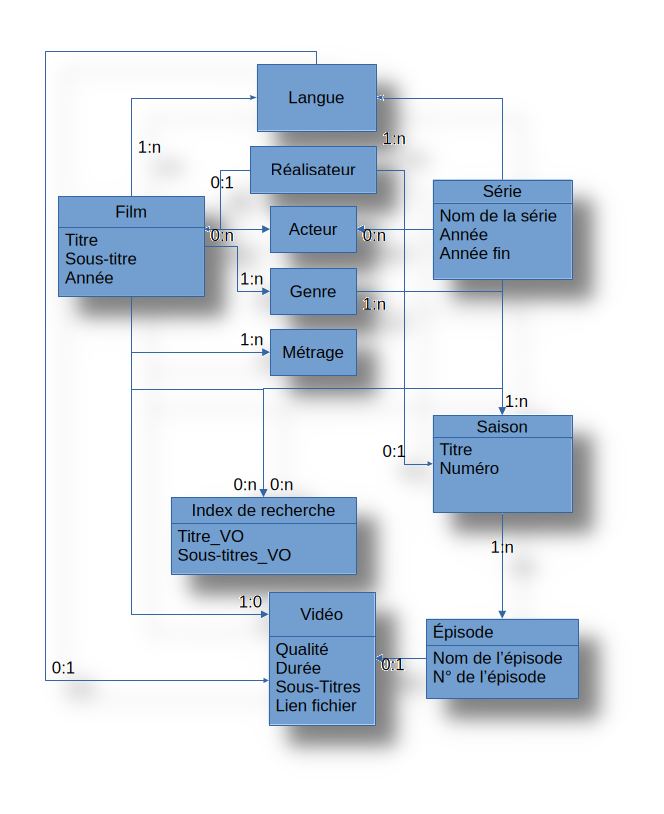 Langue
1:n
1:n
Réalisateur
0:1
Film
Titre
Sous-titre
Année
Série
Nom de la série
Année
Année fin
Acteur
0:n
0:n
1:n
Genre
1:n
1:n
Métrage
1:n
Saison
Titre
Numéro
0:1
0:n
0:n
Index de recherche
Titre_VO
Sous-titres_VO
1:n
1:0
Vidéo
Qualité
Durée
Sous-Titres
Lien fichier
Épisode
Nom de l'épisode
N° de l'épisode
0:1
0:1